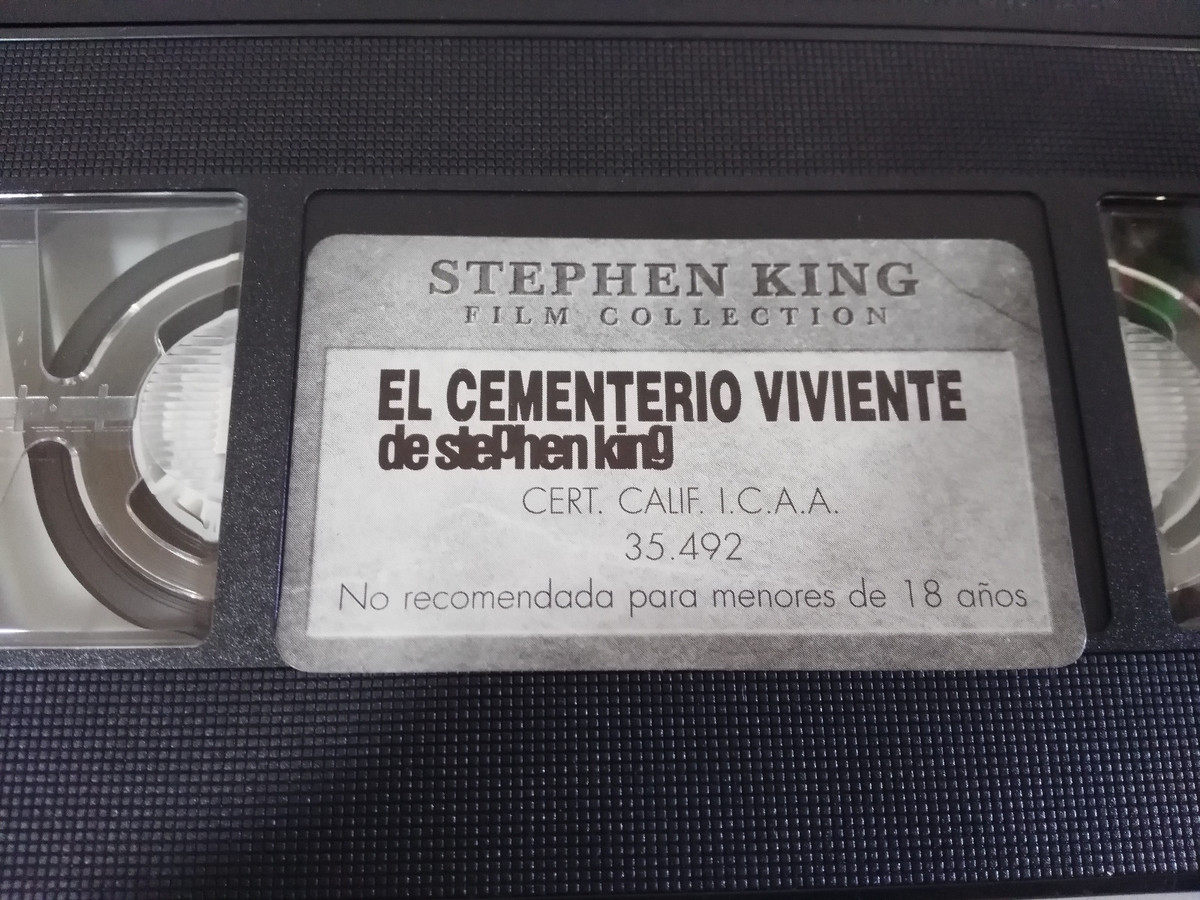 STEPHEN KING
FILM COLLECTION
EL CEMENTERIO VIVIENTE
de stephen king
CERT. CALIF. I.C.A.A.
35.492
No recomendada para menores de 18 años